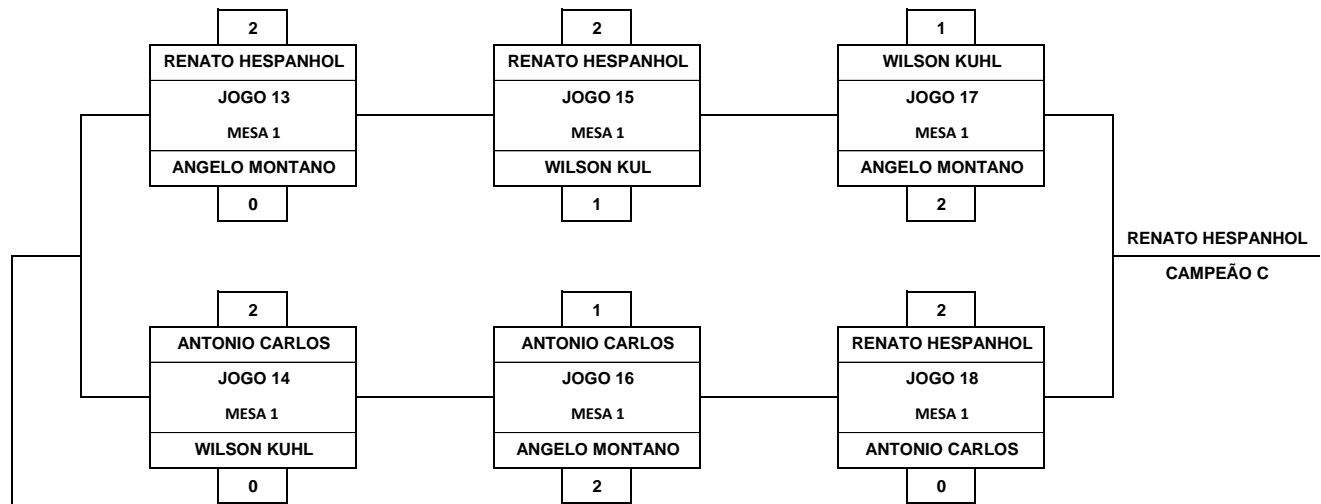 2
RENATO HESPANHOL
JOGO 13
MESA 1
ANGELO MONTANO
0
2
RENATO HESPANHOL
JOGO 15
MESA 1
WILSON KUL
1
1
WILSON KUHL
JOGO 17
MESA 1
ANGELO MONTANO
2
RENATO HESPANHOL
CAMPEÃO C
2
ANTONIO CARLOS
JOGO 14
MESA 1
WILSON KUHL
0
1
ANTONIO CARLOS
JOGO 16
MESA 1
ANGELO MONTANO
2
2
RENATO HESPANHOL
JOGO 18
MESA 1
ANTONIO CARLOS
0